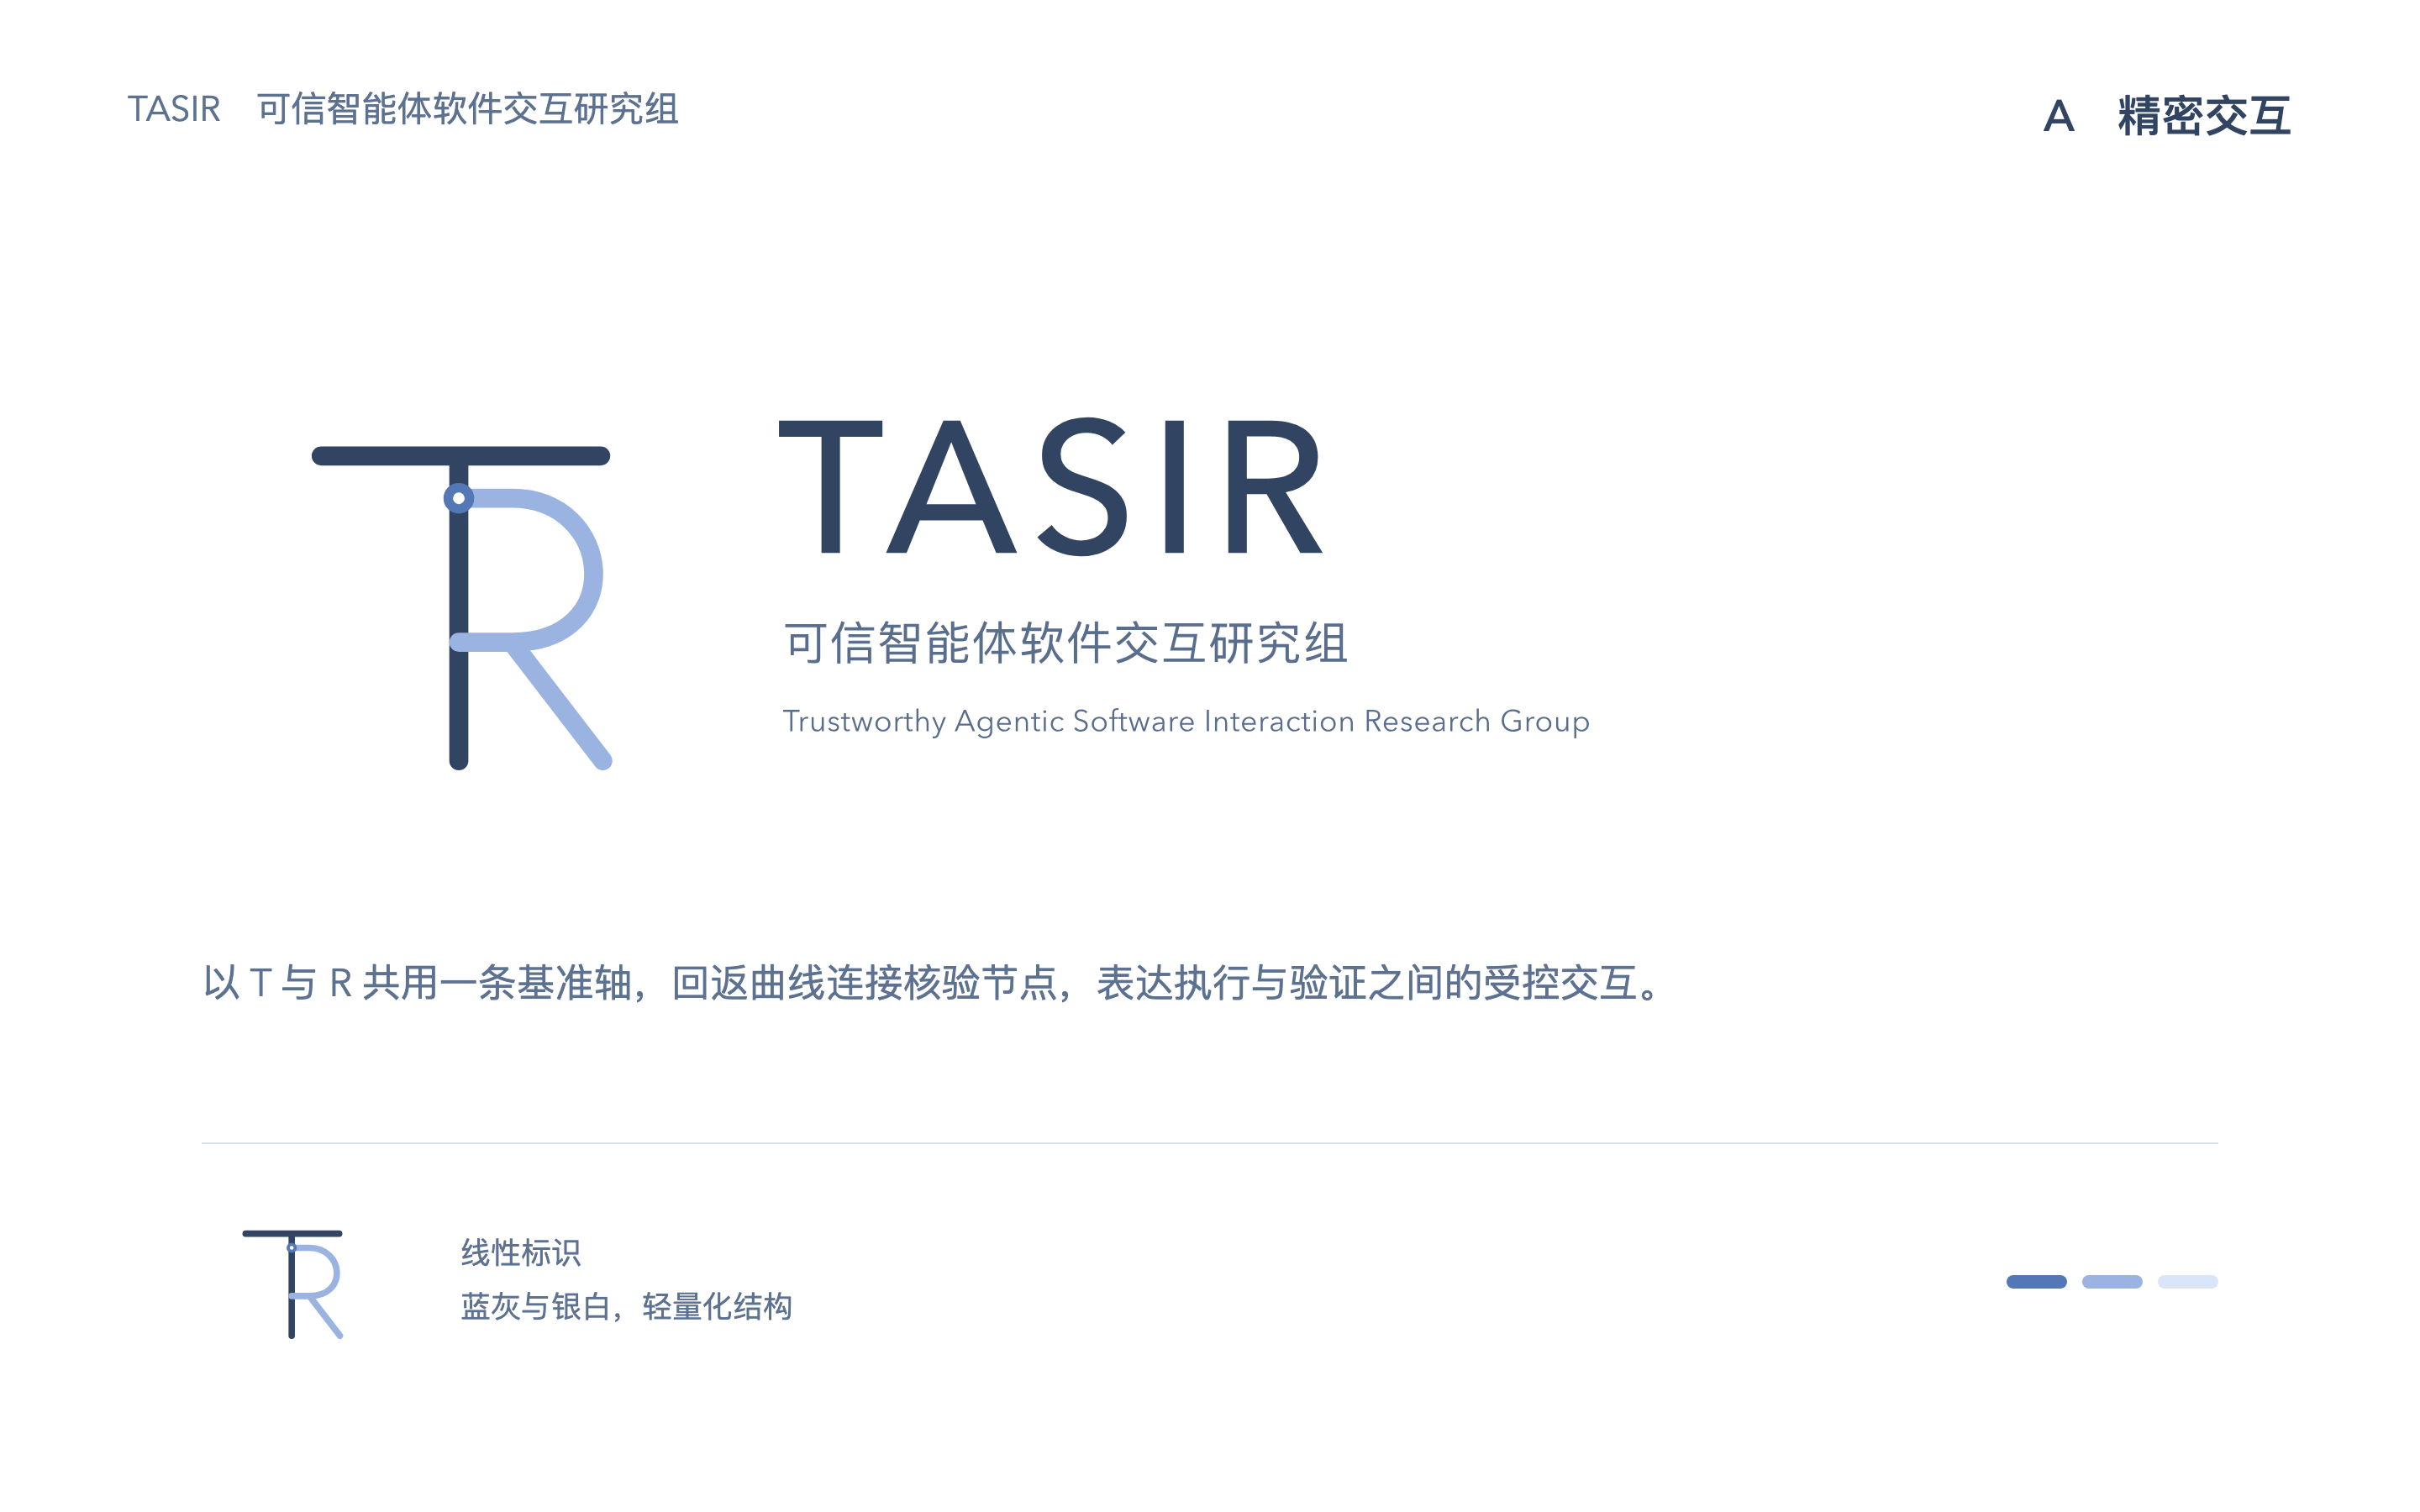 TASIR 可信智能体软件交互研究组
A 精密交互
TASIR
可信智能体软件交互研究组
Trustworthy Agentic Software Interaction Research Group
以 T 与 R 共用一条基准轴，回返曲线连接核验节点，表达执行与验证之间的受控交互。
线性标识
蓝灰与银白，轻量化结构